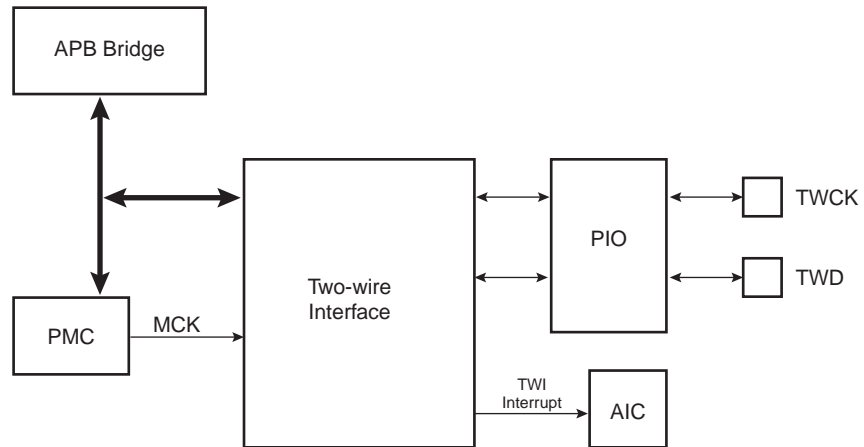 APB Bridge
TWCK
PIO
Two-wire
Interface
TWD
PMC
MCK
TWI
Interrupt
AIC